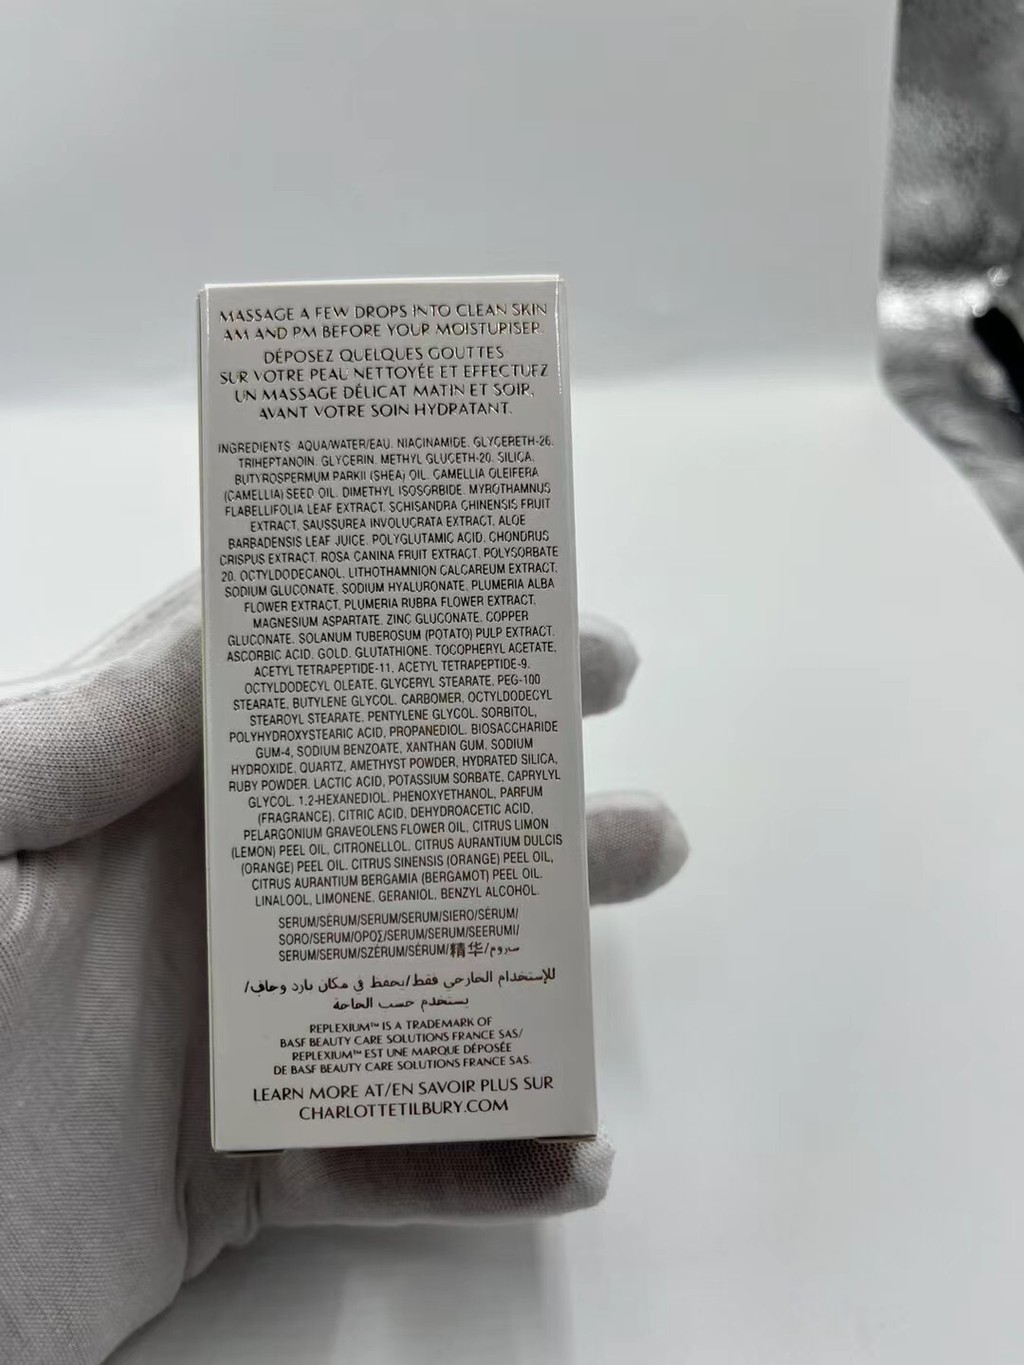 MASSAGE A FEW DROPS INTO CLEAN SKIN
AM AND PM BEFORE YOUR MOISTURISER.
DÉPOSEZ QUELQUES GOUTTES
SUR VOTRE PEAU NETTOYÉE ET EFFECTUEZ
UN MASSAGE DÉLICAT MATIN ET SOIR,
AVANT VOTRE SOIN HYDRATANT.
INGREDIENTS: AQUA/WATER/EAU, NIACINAMIDE, GLYCERETH-26,
TRIHEPTANOIN, GLYCERIN, METHYL GLUCETH-20, SILICA,
BUTYROSPERMUM PARKII (SHEA) OIL, CAMELLIA OLEIFERA
(CAMELLIA) SEED OIL, DIMETHYL ISOSORBIDE, MYROTHAMNUS
FLABELLIFOLIA LEAF EXTRACT, SCHISANDRA CHINENSIS FRUIT
EXTRACT, SAUSSUREA INVOLUCRATA EXTRACT, ALOE
BARBADENSIS LEAF JUICE, POLYGLUTAMIC ACID, CHONDRUS
CRISPUS EXTRACT, ROSA CANINA FRUIT EXTRACT, POLYSORBATE
20, OCTYLDODECANOL, LITHOTHAMNION CALCAREUM EXTRACT,
SODIUM GLUCONATE, SODIUM HYALURONATE, PLUMERIA ALBA
FLOWER EXTRACT, PLUMERIA RUBRA FLOWER EXTRACT,
MAGNESIUM ASPARTATE, ZINC GLUCONATE, COPPER
GLUCONATE, SOLANUM TUBEROSUM (POTATO) PULP EXTRACT,
ASCORBIC ACID, GOLD, GLUTATHIONE, TOCOPHERYL ACETATE,
ACETYL TETRAPEPTIDE-11, ACETYL TETRAPEPTIDE-9,
OCTYLDODECYL OLEATE, GLYCERYL STEARATE, PEG-100
STEARATE, BUTYLENE GLYCOL, CARBOMER, OCTYLDODECYL
STEAROYL STEARATE, PENTYLENE GLYCOL, SORBITOL,
POLYHYDROXYSTEARIC ACID, PROPANEDIOL, BIOSACCHARIDE
GUM-4, SODIUM BENZOATE, XANTHAN GUM, SODIUM
HYDROXIDE, QUARTZ, AMETHYST POWDER, HYDRATED SILICA,
RUBY POWDER, LACTIC ACID, POTASSIUM SORBATE, CAPRYLYL
GLYCOL, 1,2-HEXANEDIOL, PHENOXYETHANOL, PARFUM
(FRAGRANCE), CITRIC ACID, DEHYDROACETIC ACID,
PELARGONIUM GRAVEOLENS FLOWER OIL, CITRUS LIMON
(LEMON) PEEL OIL, CITRONELLOL, CITRUS AURANTIUM DULCIS
(ORANGE) PEEL OIL, CITRUS SINENSIS (ORANGE) PEEL OIL,
CITRUS AURANTIUM BERGAMIA (BERGAMOT) PEEL OIL,
LINALOOL, LIMONENE, GERANIOL, BENZYL ALCOHOL.
SERUM/SÉRUM/SERUM/SERUM/SIERO/SÉRUM/
SORO/SERUM/ΟΡΟΣ/SERUM/SERUM/SEERUMI/
SERUM/SERUM/SZÉRUM/SÉRUM/精华/سيروم
للإستخدام الخارجي فقط/يحفظ في مكان بارد وجاف/
يستخدم حسب الحاجة
REPLEXIUM™ IS A TRADEMARK OF
BASF BEAUTY CARE SOLUTIONS FRANCE SAS/
REPLEXIUM™ EST UNE MARQUE DÉPOSÉE
DE BASF BEAUTY CARE SOLUTIONS FRANCE SAS.
LEARN MORE AT/EN SAVOIR PLUS SUR
CHARLOTTETILBURY.COM